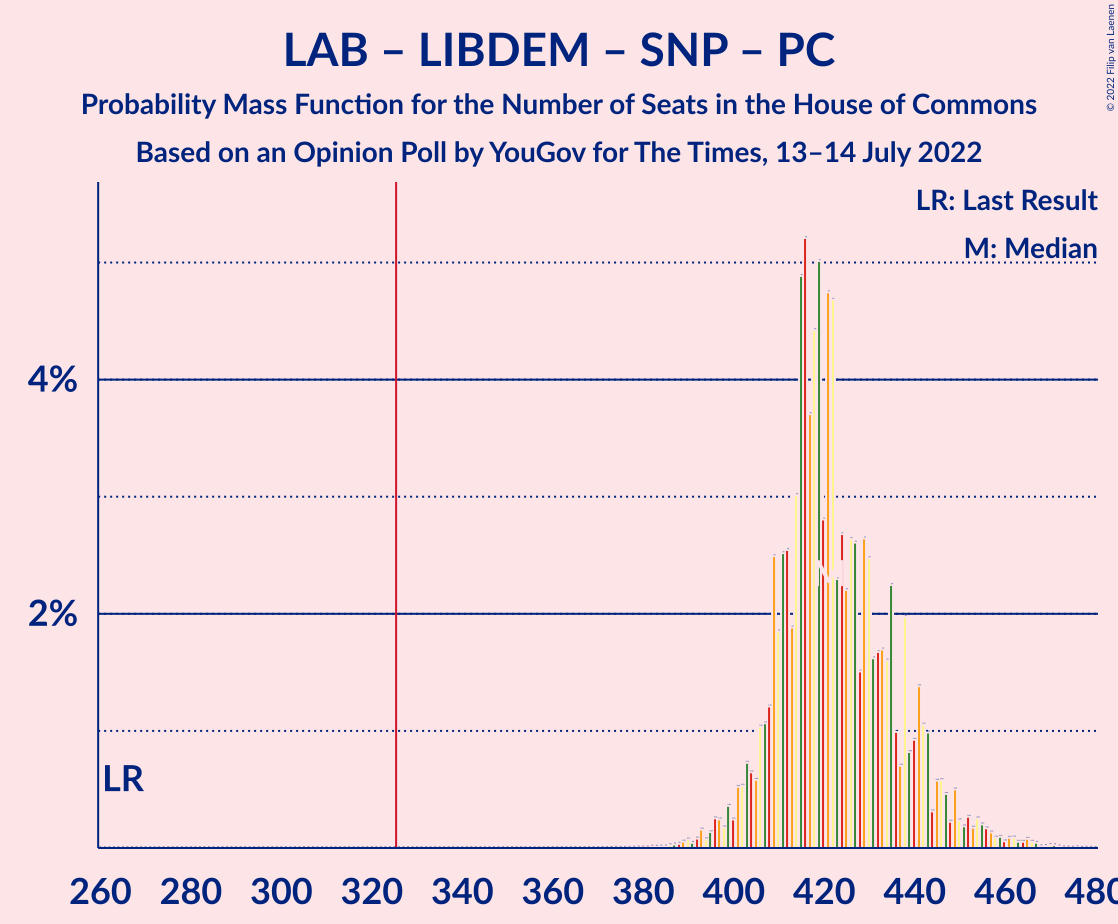 LAB – LIBDEM – SNP – PC
Probability Mass Function for the Number of Seats in the House of Commons
Based on an Opinion Poll by YouGov for The Times, 13–14 July 2022
© 2022 Filip van Laenen
LR: Last Result
M: Median
4%
2%
LR
M
260 280 300 320 340 360 380 400 420 440 460 480